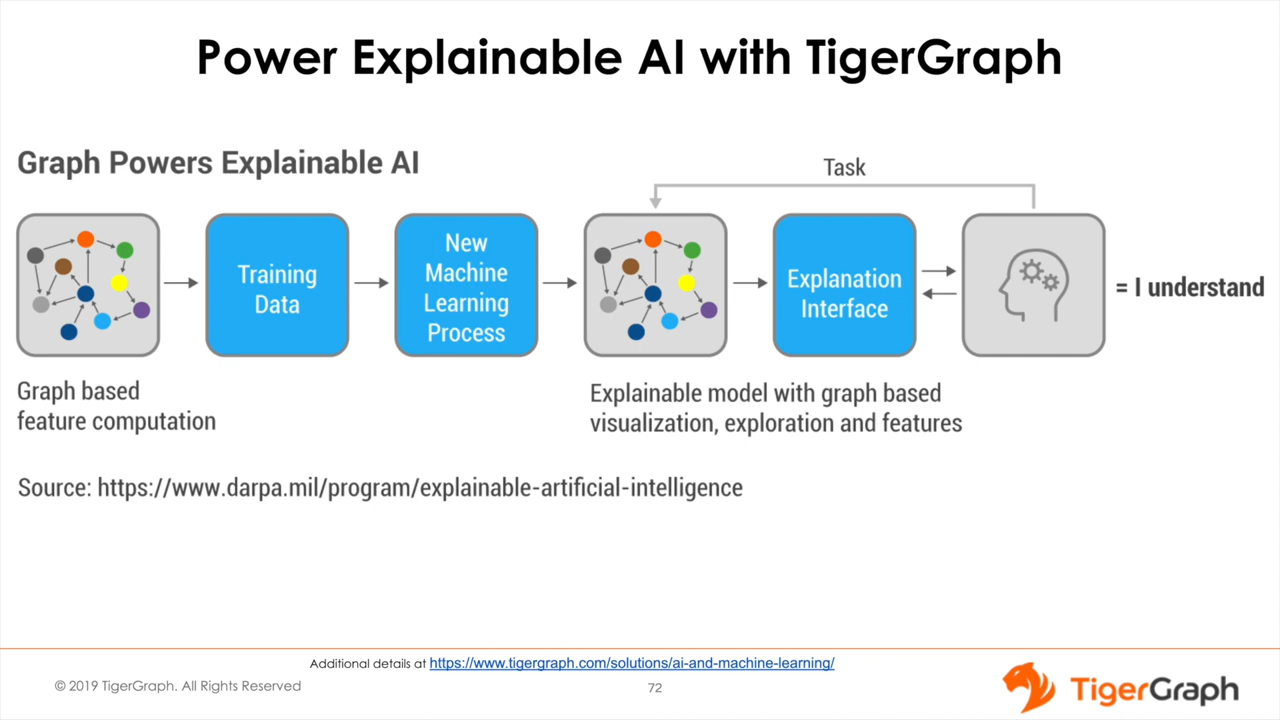 Power Explainable AI with TigerGraph
Graph Powers Explainable AI
Task
Training
Data
New
Machine
Learning
Process
Explanation
Interface
= I understand
Graph based
feature computation
Explainable model with graph based
visualization, exploration and features
Source: https://www.darpa.mil/program/explainable-artificial-intelligence
Additional details at https://www.tigergraph.com/solutions/ai-and-machine-learning/
© 2019 TigerGraph. All Rights Reserved
72
TigerGraph